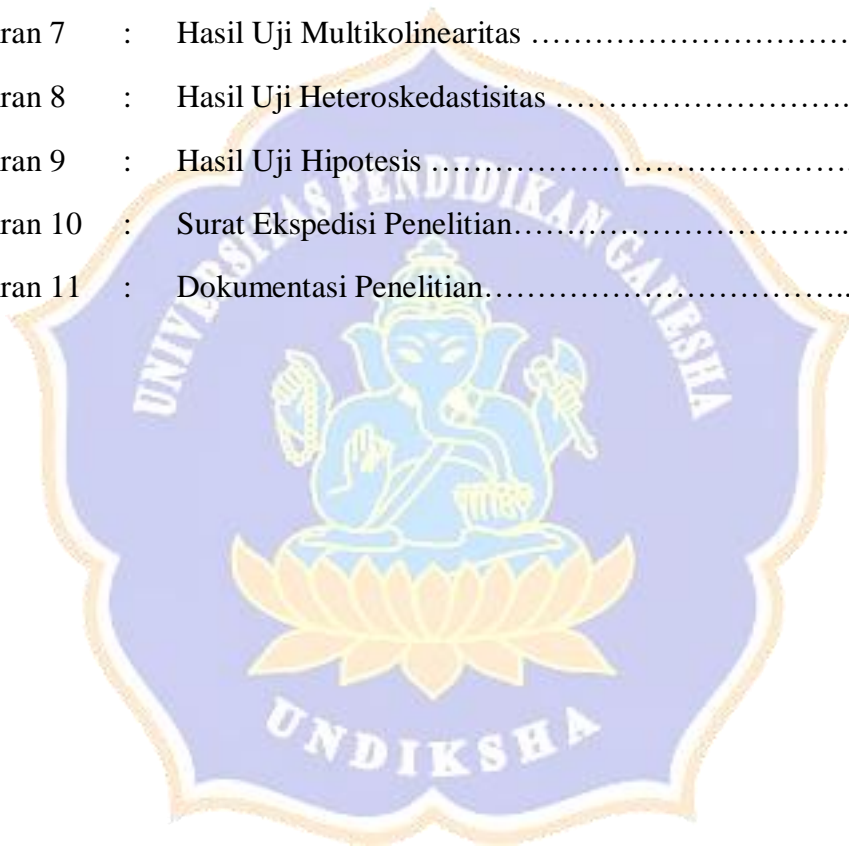 ran 7 : Hasil Uji Multikolinearitas ………………………….
ran 8 : Hasil Uji Heteroskedastisitas ………………………..
ran 9 : Hasil Uji Hipotesis ………………………………….
ran 10 : Surat Ekspedisi Penelitian…………………………..
ran 11 : Dokumentasi Penelitian……………………………..
UNIVERSITAS PENDIDIKAN GANESHA
UNDIKSHA